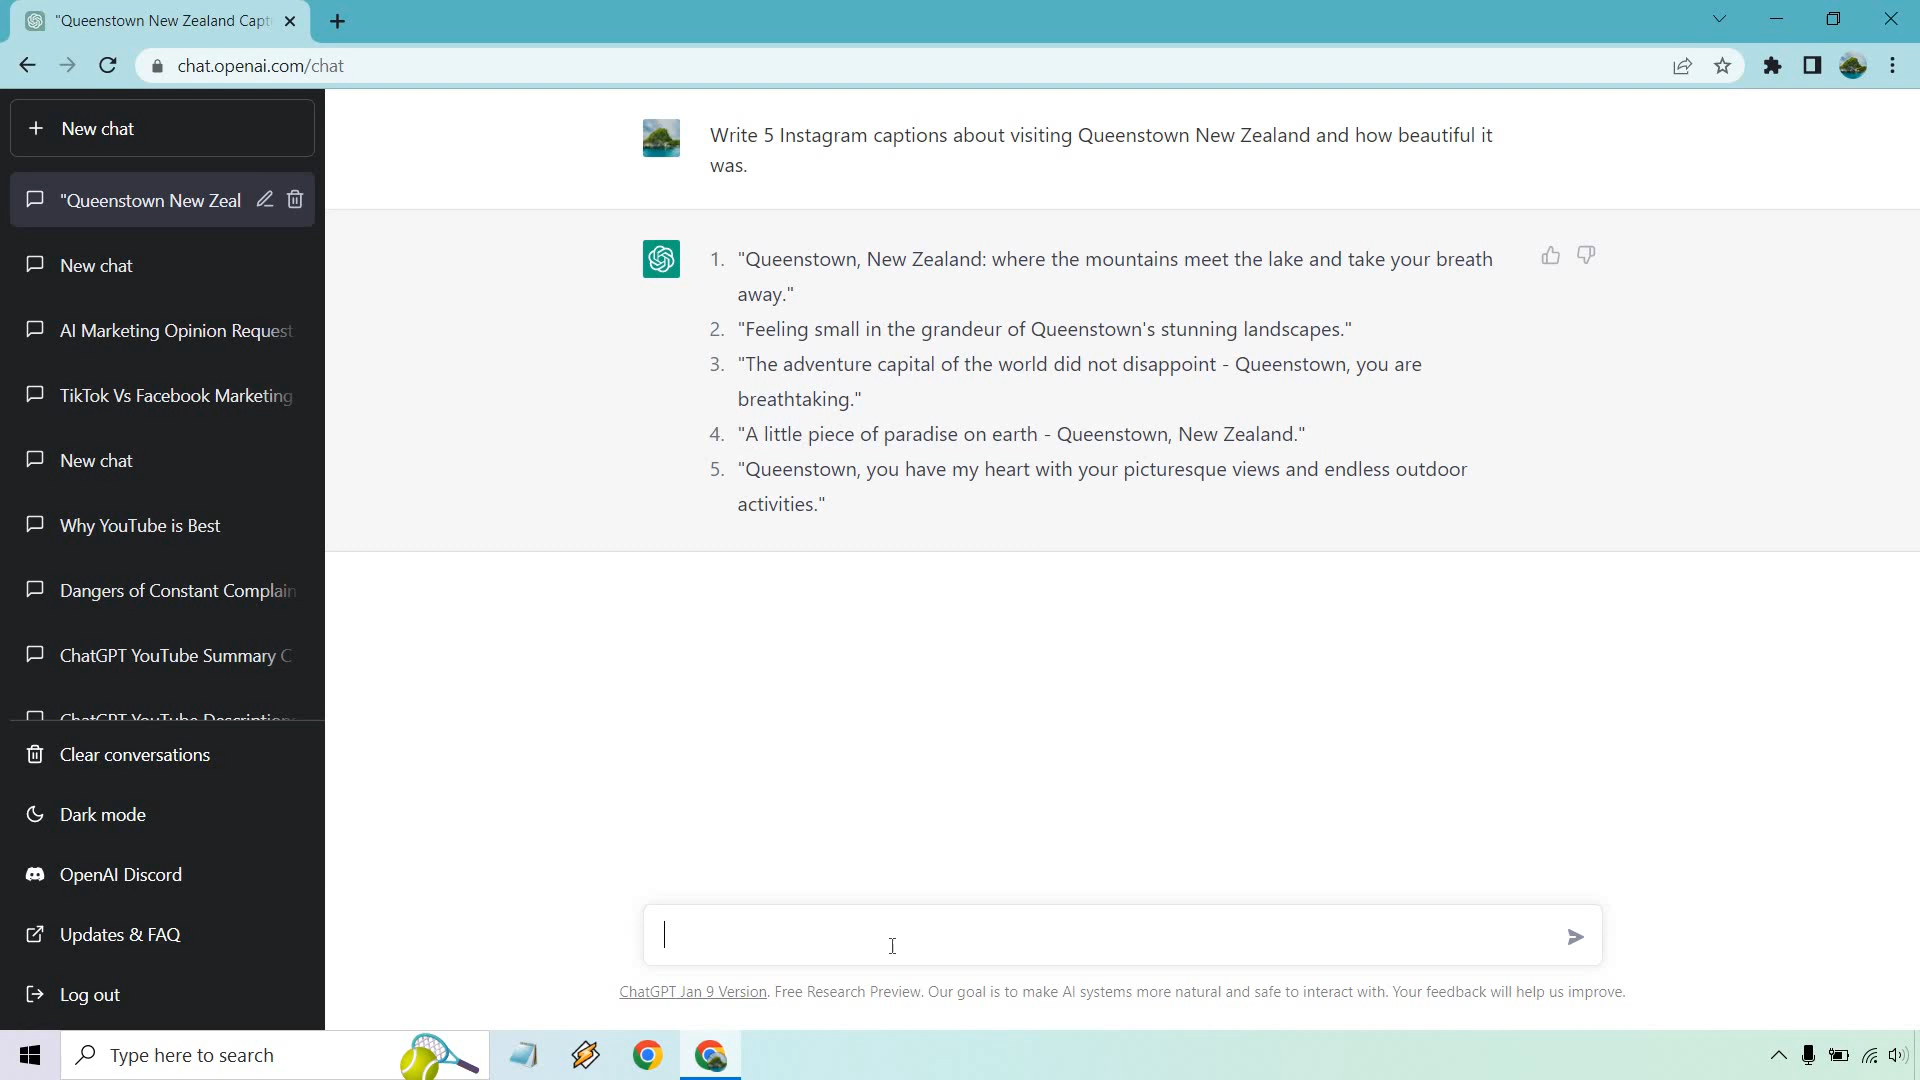 "Queenstown New Zealand Capt
chat.openai.com/chat
New chat
"Queenstown New Zeal
New chat
AI Marketing Opinion Request
TikTok Vs Facebook Marketing
New chat
Why YouTube is Best
Dangers of Constant Complain
ChatGPT YouTube Summary C
ChatGPT YouTube Description
Clear conversations
Dark mode
OpenAI Discord
Updates & FAQ
Log out
Write 5 Instagram captions about visiting Queenstown New Zealand and how beautiful it
was.
1. "Queenstown, New Zealand: where the mountains meet the lake and take your breath
away."
2. "Feeling small in the grandeur of Queenstown's stunning landscapes."
3. "The adventure capital of the world did not disappoint - Queenstown, you are
breathtaking."
4. "A little piece of paradise on earth - Queenstown, New Zealand."
5. "Queenstown, you have my heart with your picturesque views and endless outdoor
activities."
ChatGPT Jan 9 Version. Free Research Preview. Our goal is to make AI systems more natural and safe to interact with. Your feedback will help us improve.
Type here to search